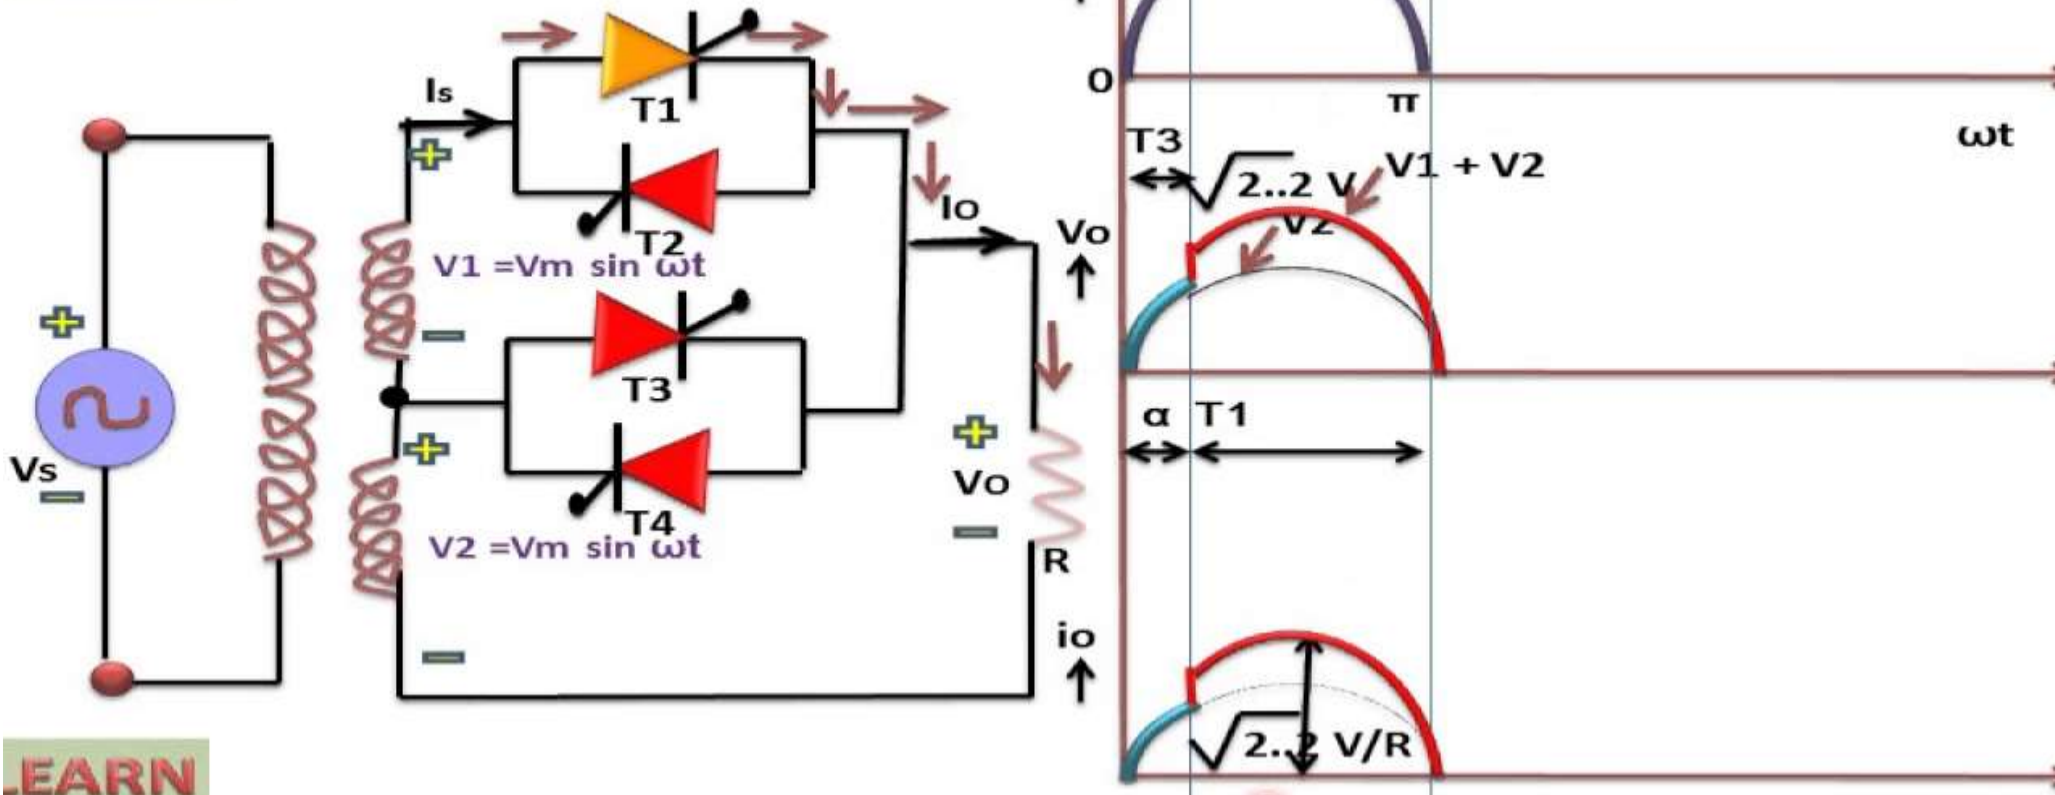 Is
T1
T2
V1 =Vm sin ωt
T3
T4
V2 =Vm sin ωt
Vs
Io
Vo
R
LEARN
0
π
ωt
T3
√2..2 V
V1 + V2
V2
Vo
α T1
io
√2..2 V/R